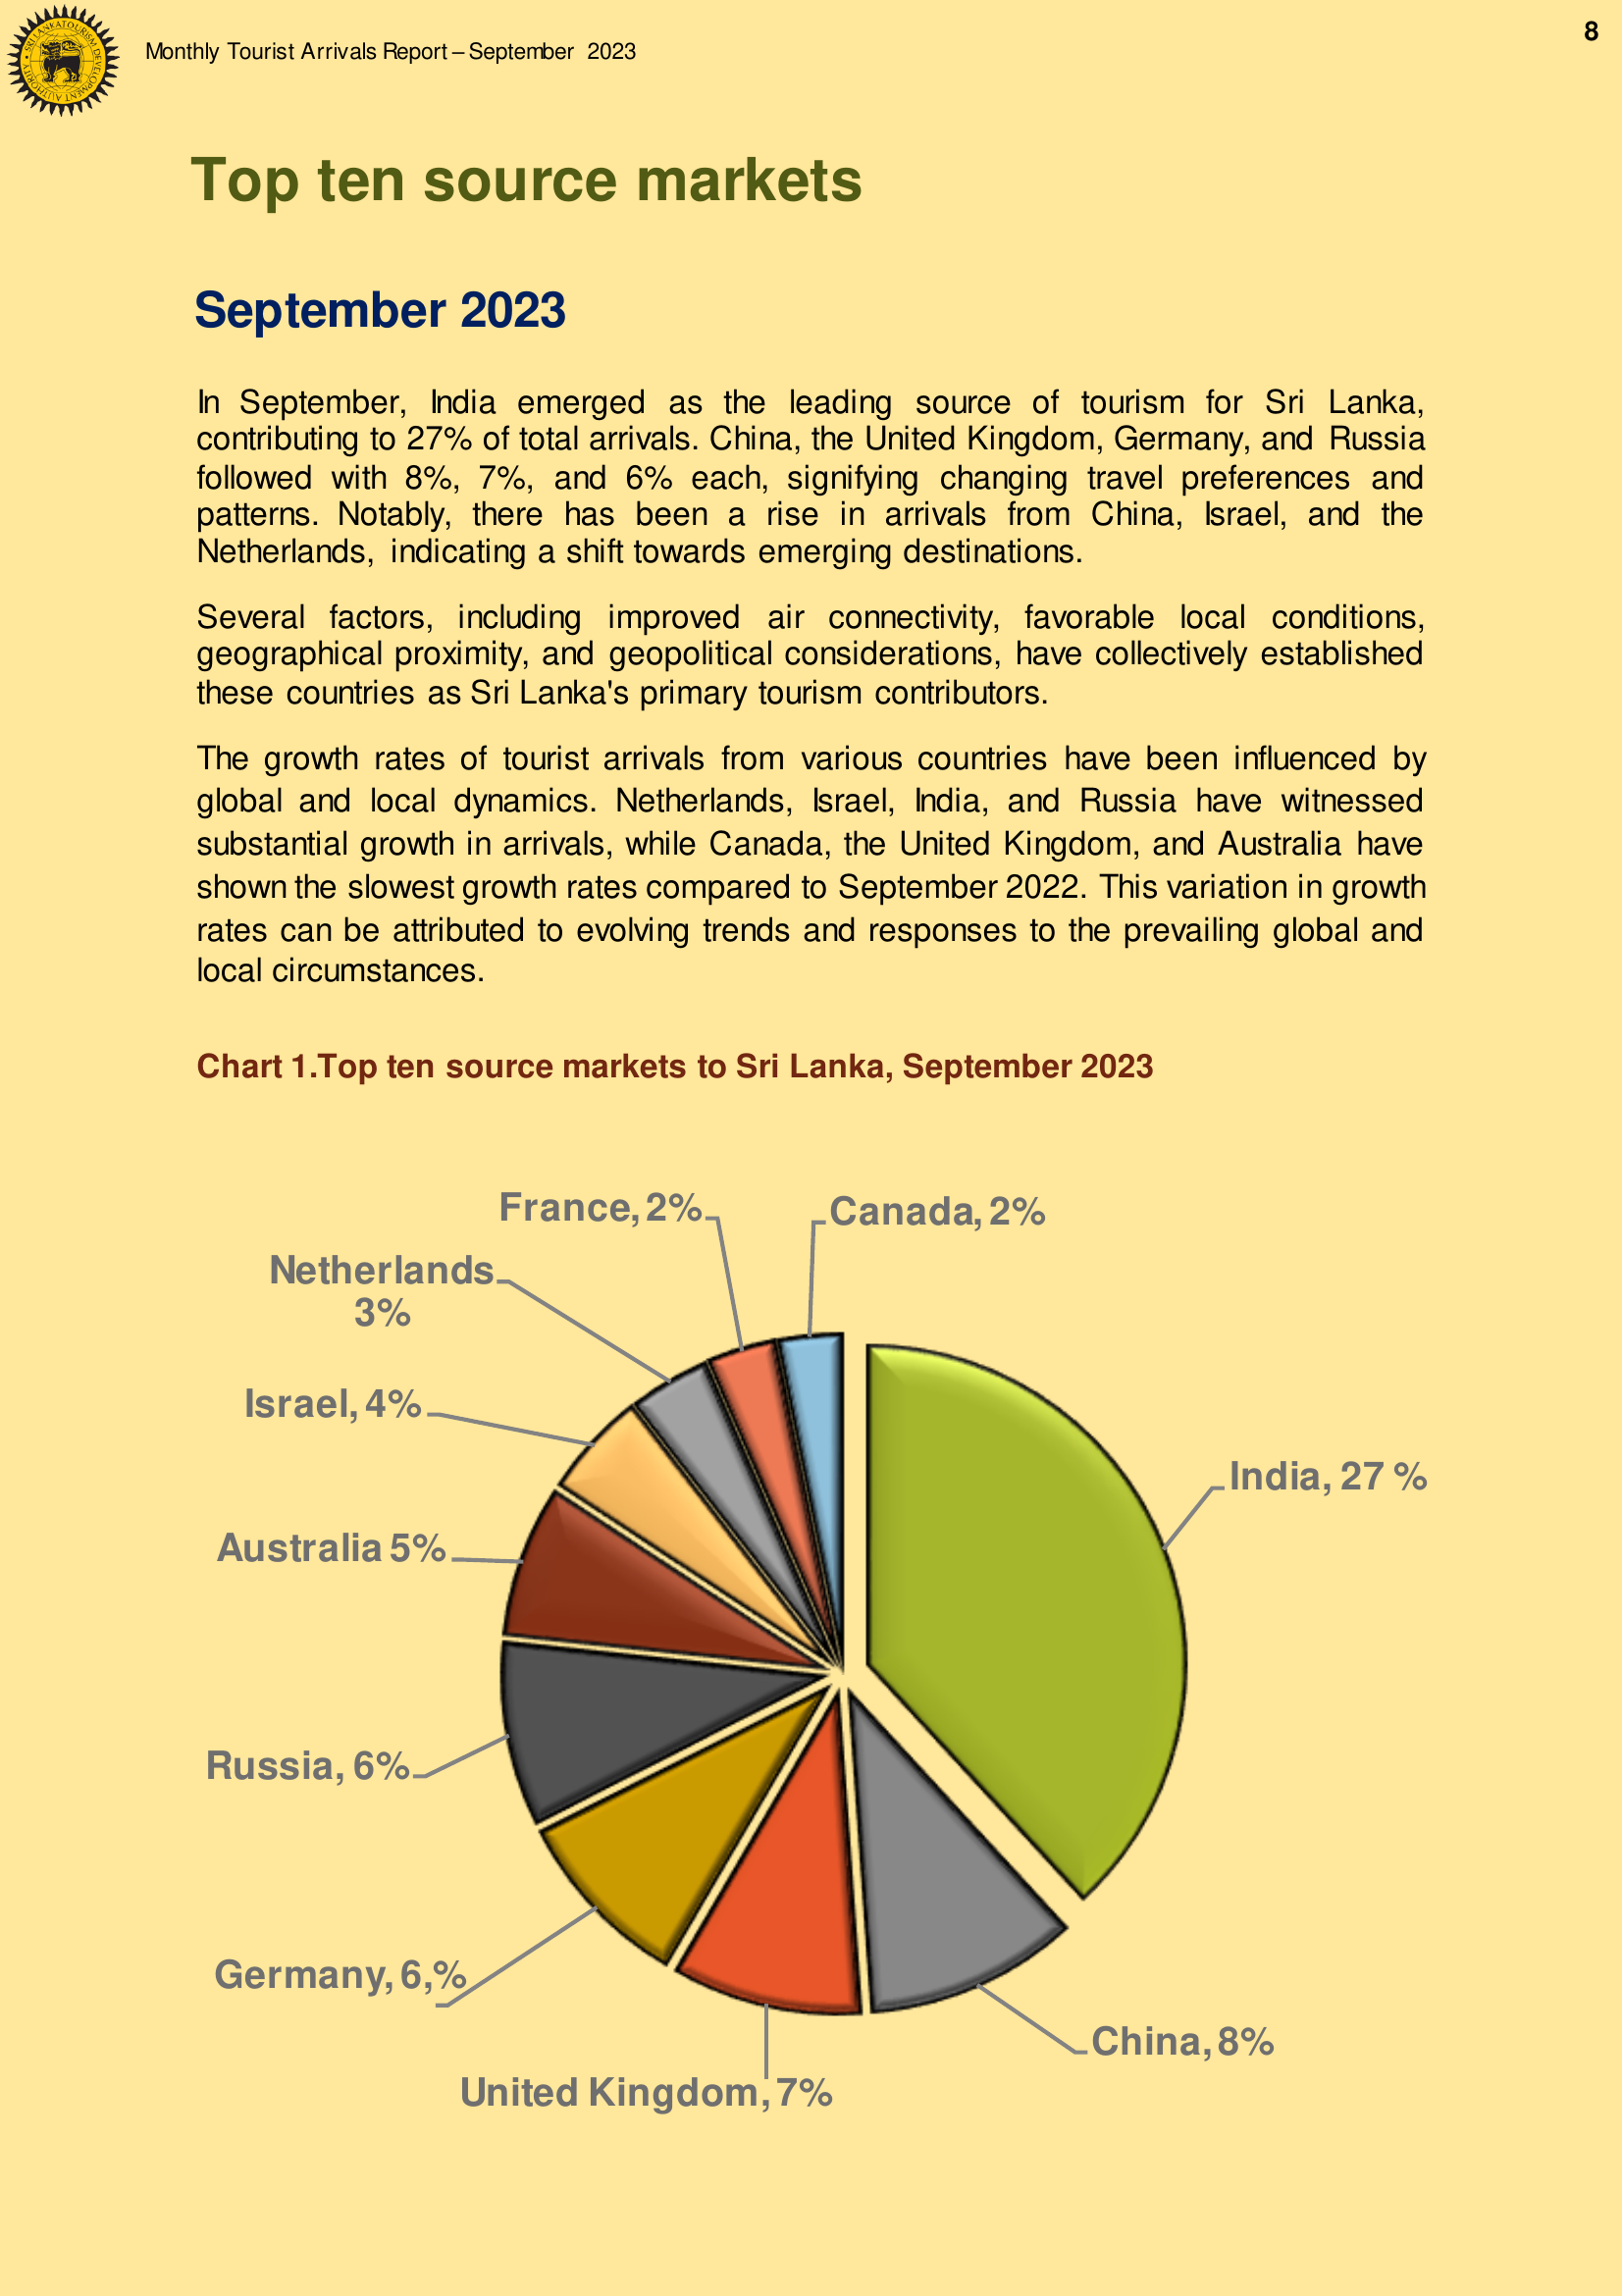 SRI LANKA TOURISM DEVELOPMENT AUTHORITY
Monthly Tourist Arrivals Report – September 2023
8
Top ten source markets
September 2023
In September, India emerged as the leading source of tourism for Sri Lanka,
contributing to 27% of total arrivals. China, the United Kingdom, Germany, and Russia
followed with 8%, 7%, and 6% each, signifying changing travel preferences and
patterns. Notably, there has been a rise in arrivals from China, Israel, and the
Netherlands, indicating a shift towards emerging destinations.
Several factors, including improved air connectivity, favorable local conditions,
geographical proximity, and geopolitical considerations, have collectively established
these countries as Sri Lanka's primary tourism contributors.
The growth rates of tourist arrivals from various countries have been influenced by
global and local dynamics. Netherlands, Israel, India, and Russia have witnessed
substantial growth in arrivals, while Canada, the United Kingdom, and Australia have
shown the slowest growth rates compared to September 2022. This variation in growth
rates can be attributed to evolving trends and responses to the prevailing global and
local circumstances.
Chart 1.Top ten source markets to Sri Lanka, September 2023
France, 2%
Canada, 2%
Netherlands
3%
Israel, 4%
India, 27 %
Australia 5%
Russia, 6%
Germany, 6,%
China, 8%
United Kingdom, 7%